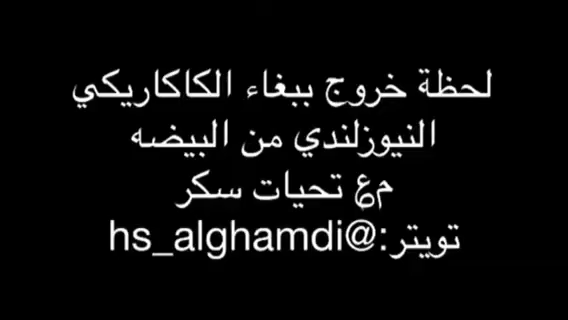 لحظة خروج ببغاء الكاكاريكي
النيوزلندي من البيضه
مع تحيات سكر
تويتر:@hs_alghamdi